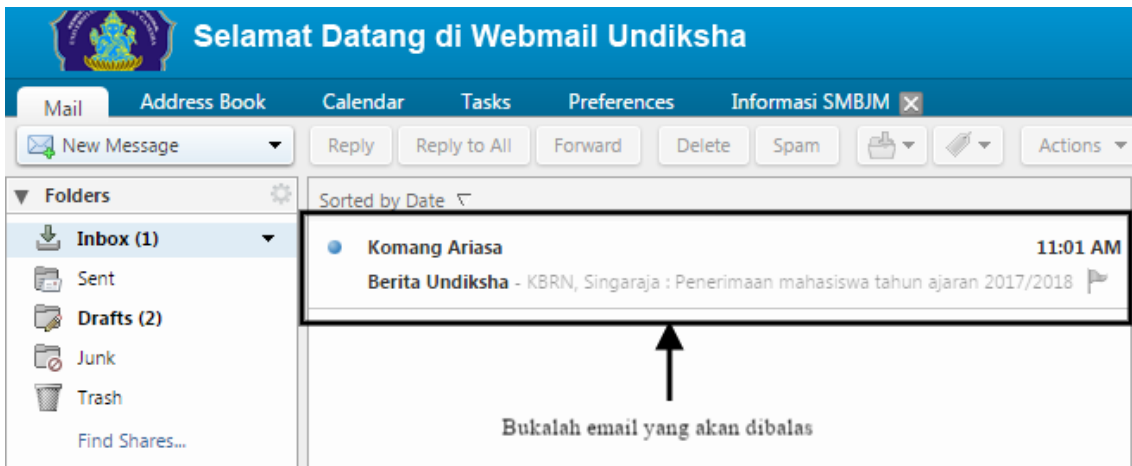 Selamat Datang di Webmail Undiksha
Mail Address Book Calendar Tasks Preferences Informasi SMBJM
New Message Reply Reply to All Forward Delete Spam Actions
Folders
Sorted by Date
Inbox (1)
Komang Ariasa 11:01 AM
Sent
Berita Undiksha - KBRN, Singaraja : Penerimaan mahasiswa tahun ajaran 2017/2018
Drafts (2)
Junk
Trash
Find Shares...
Bukalah email yang akan dibalas